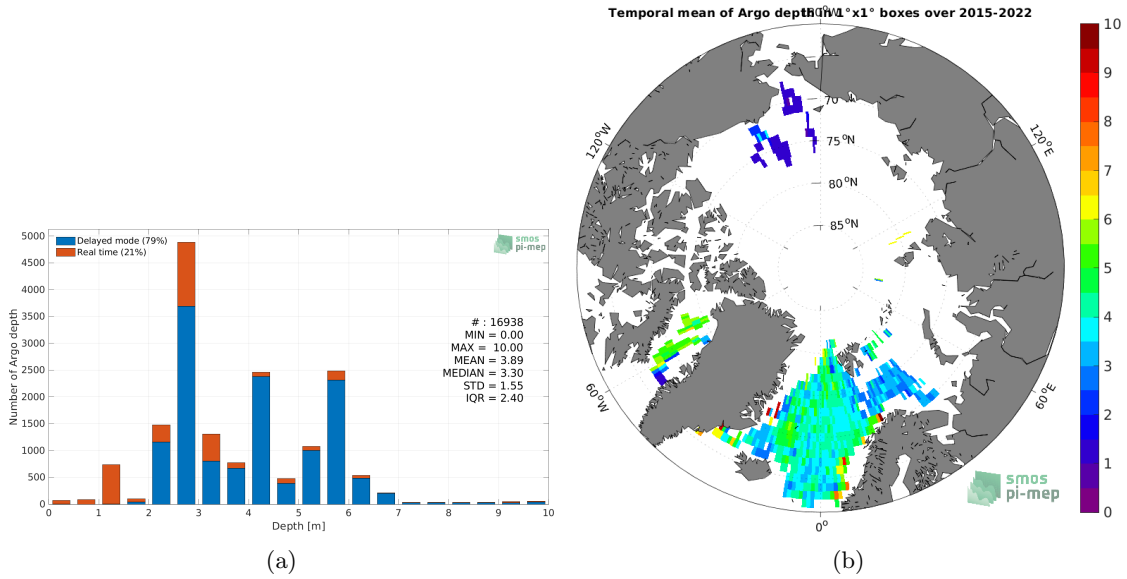 Temporal mean of Argo depth in 1°x1° boxes over 2015-2022
Delayed mode (79%)
Real time (21%)
smos
pi-mep
# : 16938
MIN = 0.00
MAX = 10.00
MEAN = 3.89
MEDIAN = 3.30
STD = 1.55
IQR = 2.40
Number of Argo depth
5000
4500
4000
3500
3000
2500
2000
1500
1000
500
0
0 1 2 3 4 5 6 7 8 9 10
Depth [m]
(a)
120°W
120°E
60°W
60°E
0°
75°N
80°N
85°N
smos
pi-mep
10
9
8
7
6
5
4
3
2
1
0
(b)